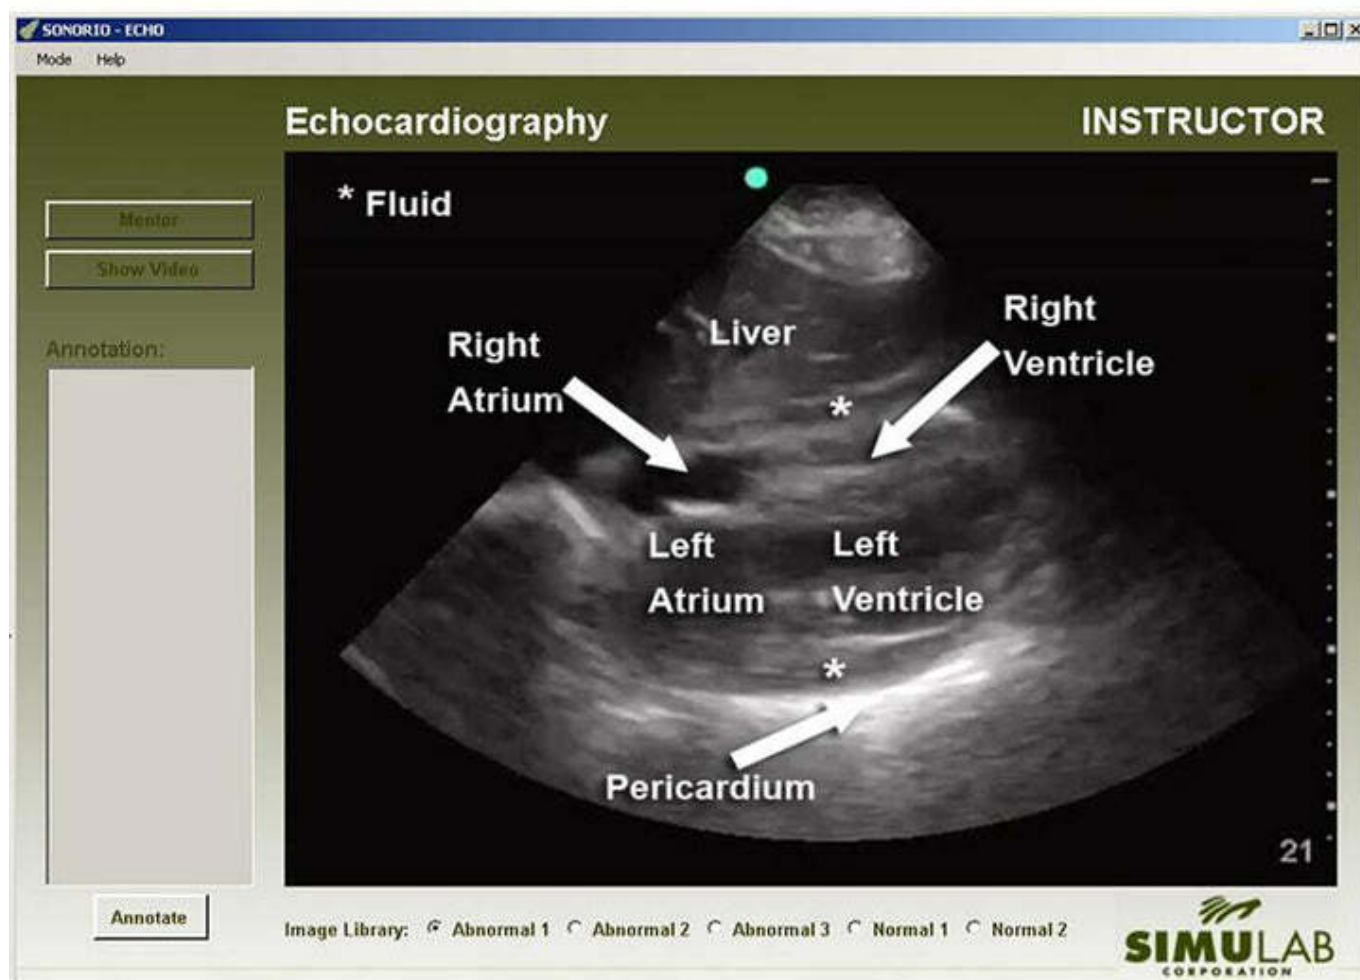 SONORIO - ECHO
Mode Help
Echocardiography
INSTRUCTOR
* Fluid
Mentor
Show Video
Annotation:
Right
Atrium
Liver
Right
Ventricle
*
Left
Atrium
Left
Ventricle
*
Pericardium
21
Annotate
Image Library: Abnormal 1 Abnormal 2 Abnormal 3 Normal 1 Normal 2
SIMULAB
CORPORATION